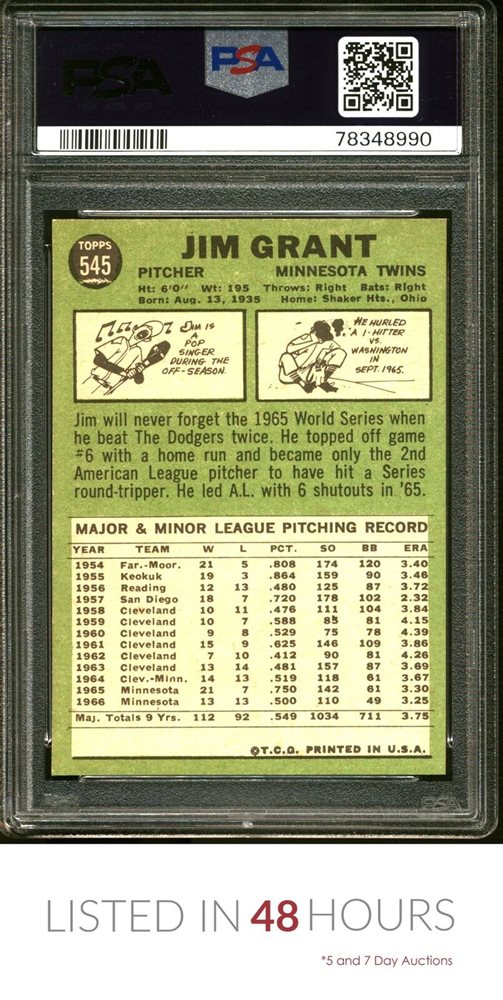 PSA
PSA
78348990
TOPPS
545
JIM GRANT
PITCHER MINNESOTA TWINS
Ht: 6'0" Wt: 195 Throws: Right Bats: Right
Born: Aug. 13, 1935 Home: Shaker Hts., Ohio
JIM IS
A
POP
SINGER
DURING THE
OFF-SEASON.
HE HURLED
A 1-HITTER
VS.
WASHINGTON
IN
SEPT. 1965.
Jim will never forget the 1965 World Series when
he beat The Dodgers twice. He topped off game
#6 with a home run and became only the 2nd
American League pitcher to have hit a Series
round-tripper. He led A.L. with 6 shutouts in '65.
MAJOR & MINOR LEAGUE PITCHING RECORD
YEAR TEAM W L PCT. SO BB ERA
1954 Far.-Moor. 21 5 .808 174 120 3.40
1955 Keokuk 19 3 .864 159 90 3.46
1956 Reading 12 13 .480 125 87 3.72
1957 San Diego 18 7 .720 178 102 2.32
1958 Cleveland 10 11 .476 111 104 3.84
1959 Cleveland 10 7 .588 85 81 4.15
1960 Cleveland 9 8 .529 75 78 4.39
1961 Cleveland 15 9 .625 146 109 3.86
1962 Cleveland 7 10 .412 90 81 4.26
1963 Cleveland 13 14 .481 157 87 3.69
1964 Clev.-Minn. 14 13 .519 118 61 3.67
1965 Minnesota 21 7 .750 142 61 3.30
1966 Minnesota 13 13 .500 110 49 3.25
Maj. Totals 9 Yrs. 112 92 .549 1034 711 3.75
©T.C.G. PRINTED IN U.S.A.
PSA
LISTED IN 48 HOURS
*5 and 7 Day Auctions